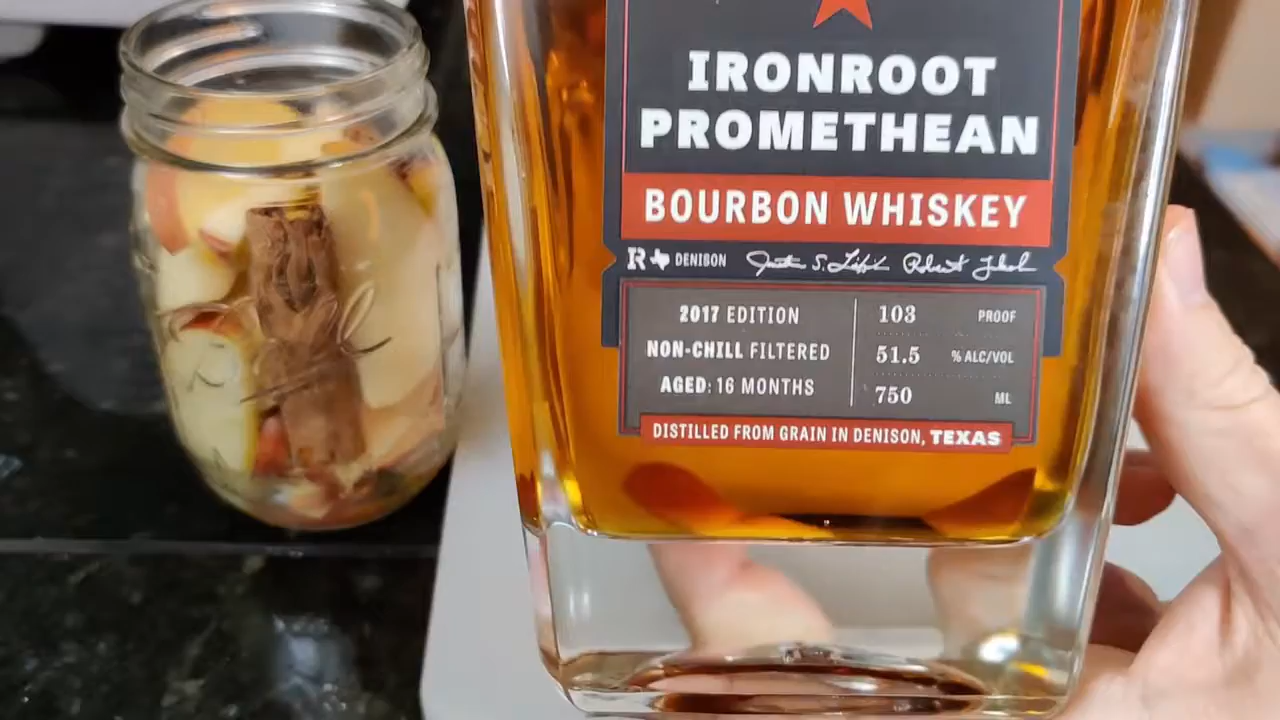 IRONROOT
PROMETHEAN
BOURBON WHISKEY
IR DENISON
2017 EDITION
NON-CHILL FILTERED
AGED: 16 MONTHS
103 PROOF
51.5 % ALC/VOL
750 ML
DISTILLED FROM GRAIN IN DENISON, TEXAS